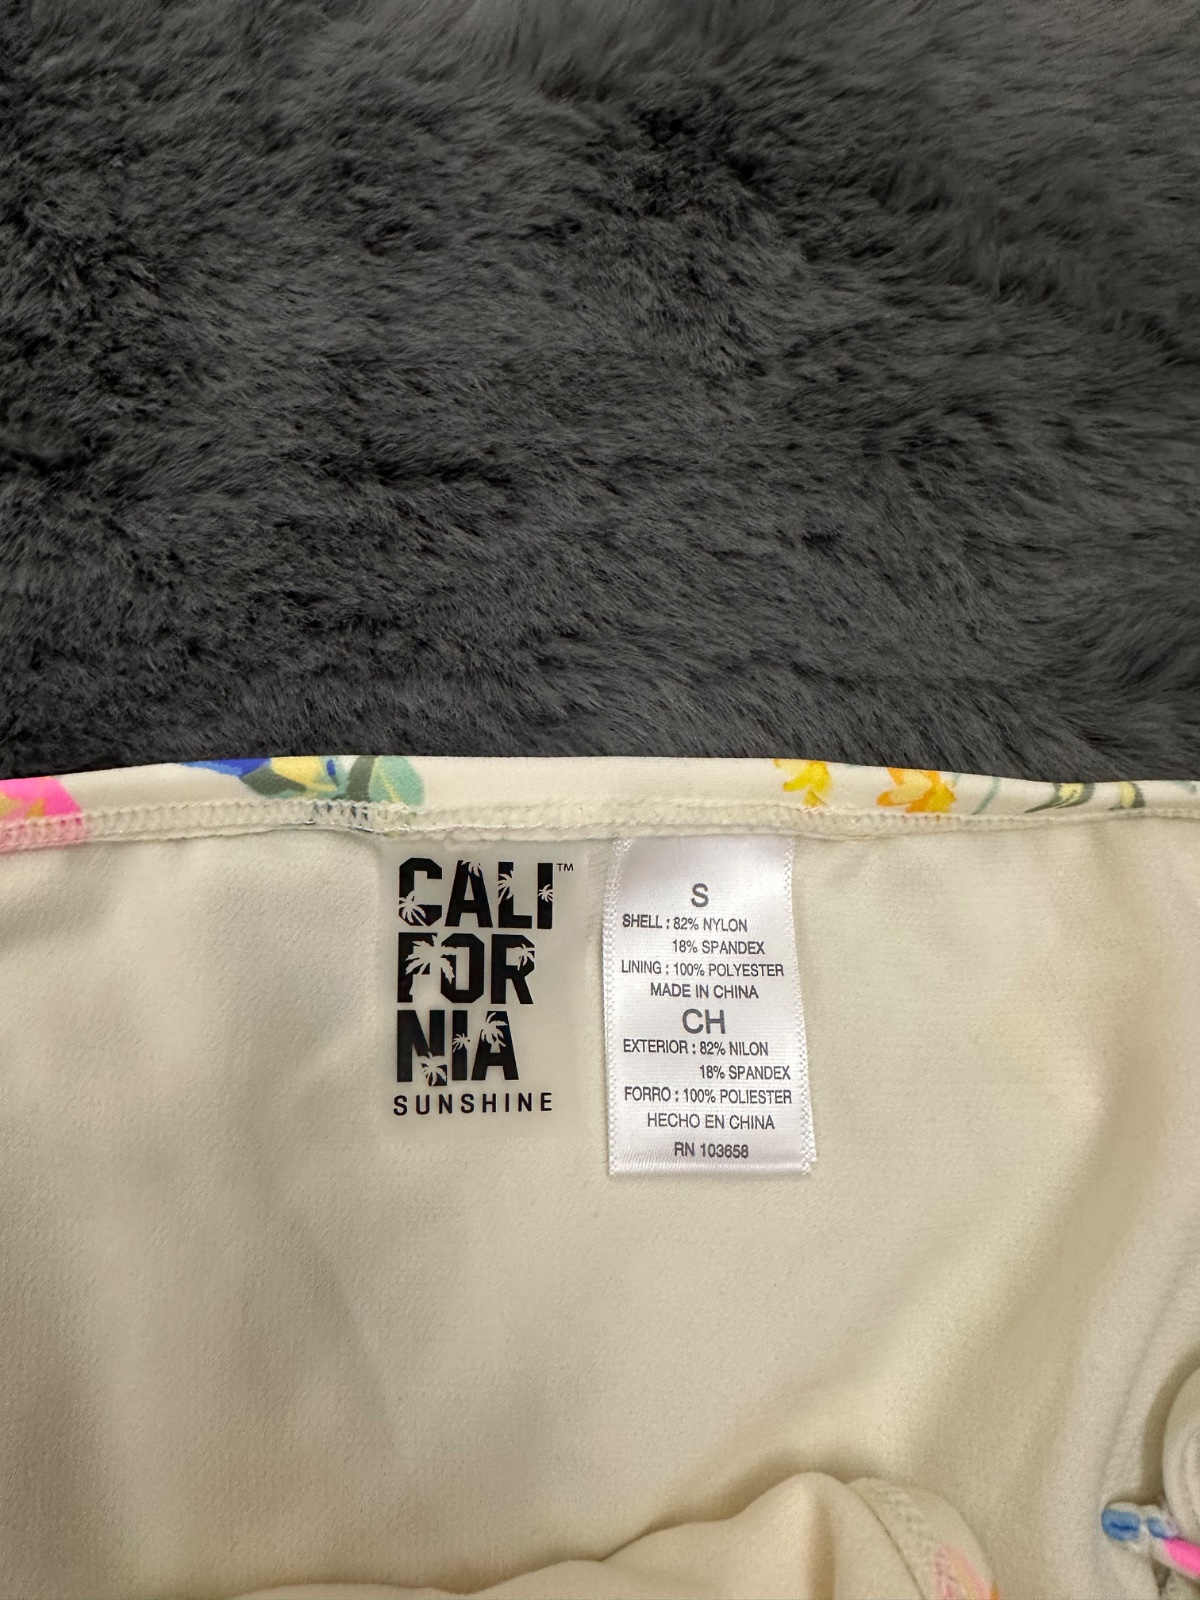 CALI™
FOR
NIA
SUNSHINE
S
SHELL : 82% NYLON
18% SPANDEX
LINING : 100% POLYESTER
MADE IN CHINA
CH
EXTERIOR : 82% NILON
18% SPANDEX
FORRO : 100% POLIESTER
HECHO EN CHINA
RN 103658